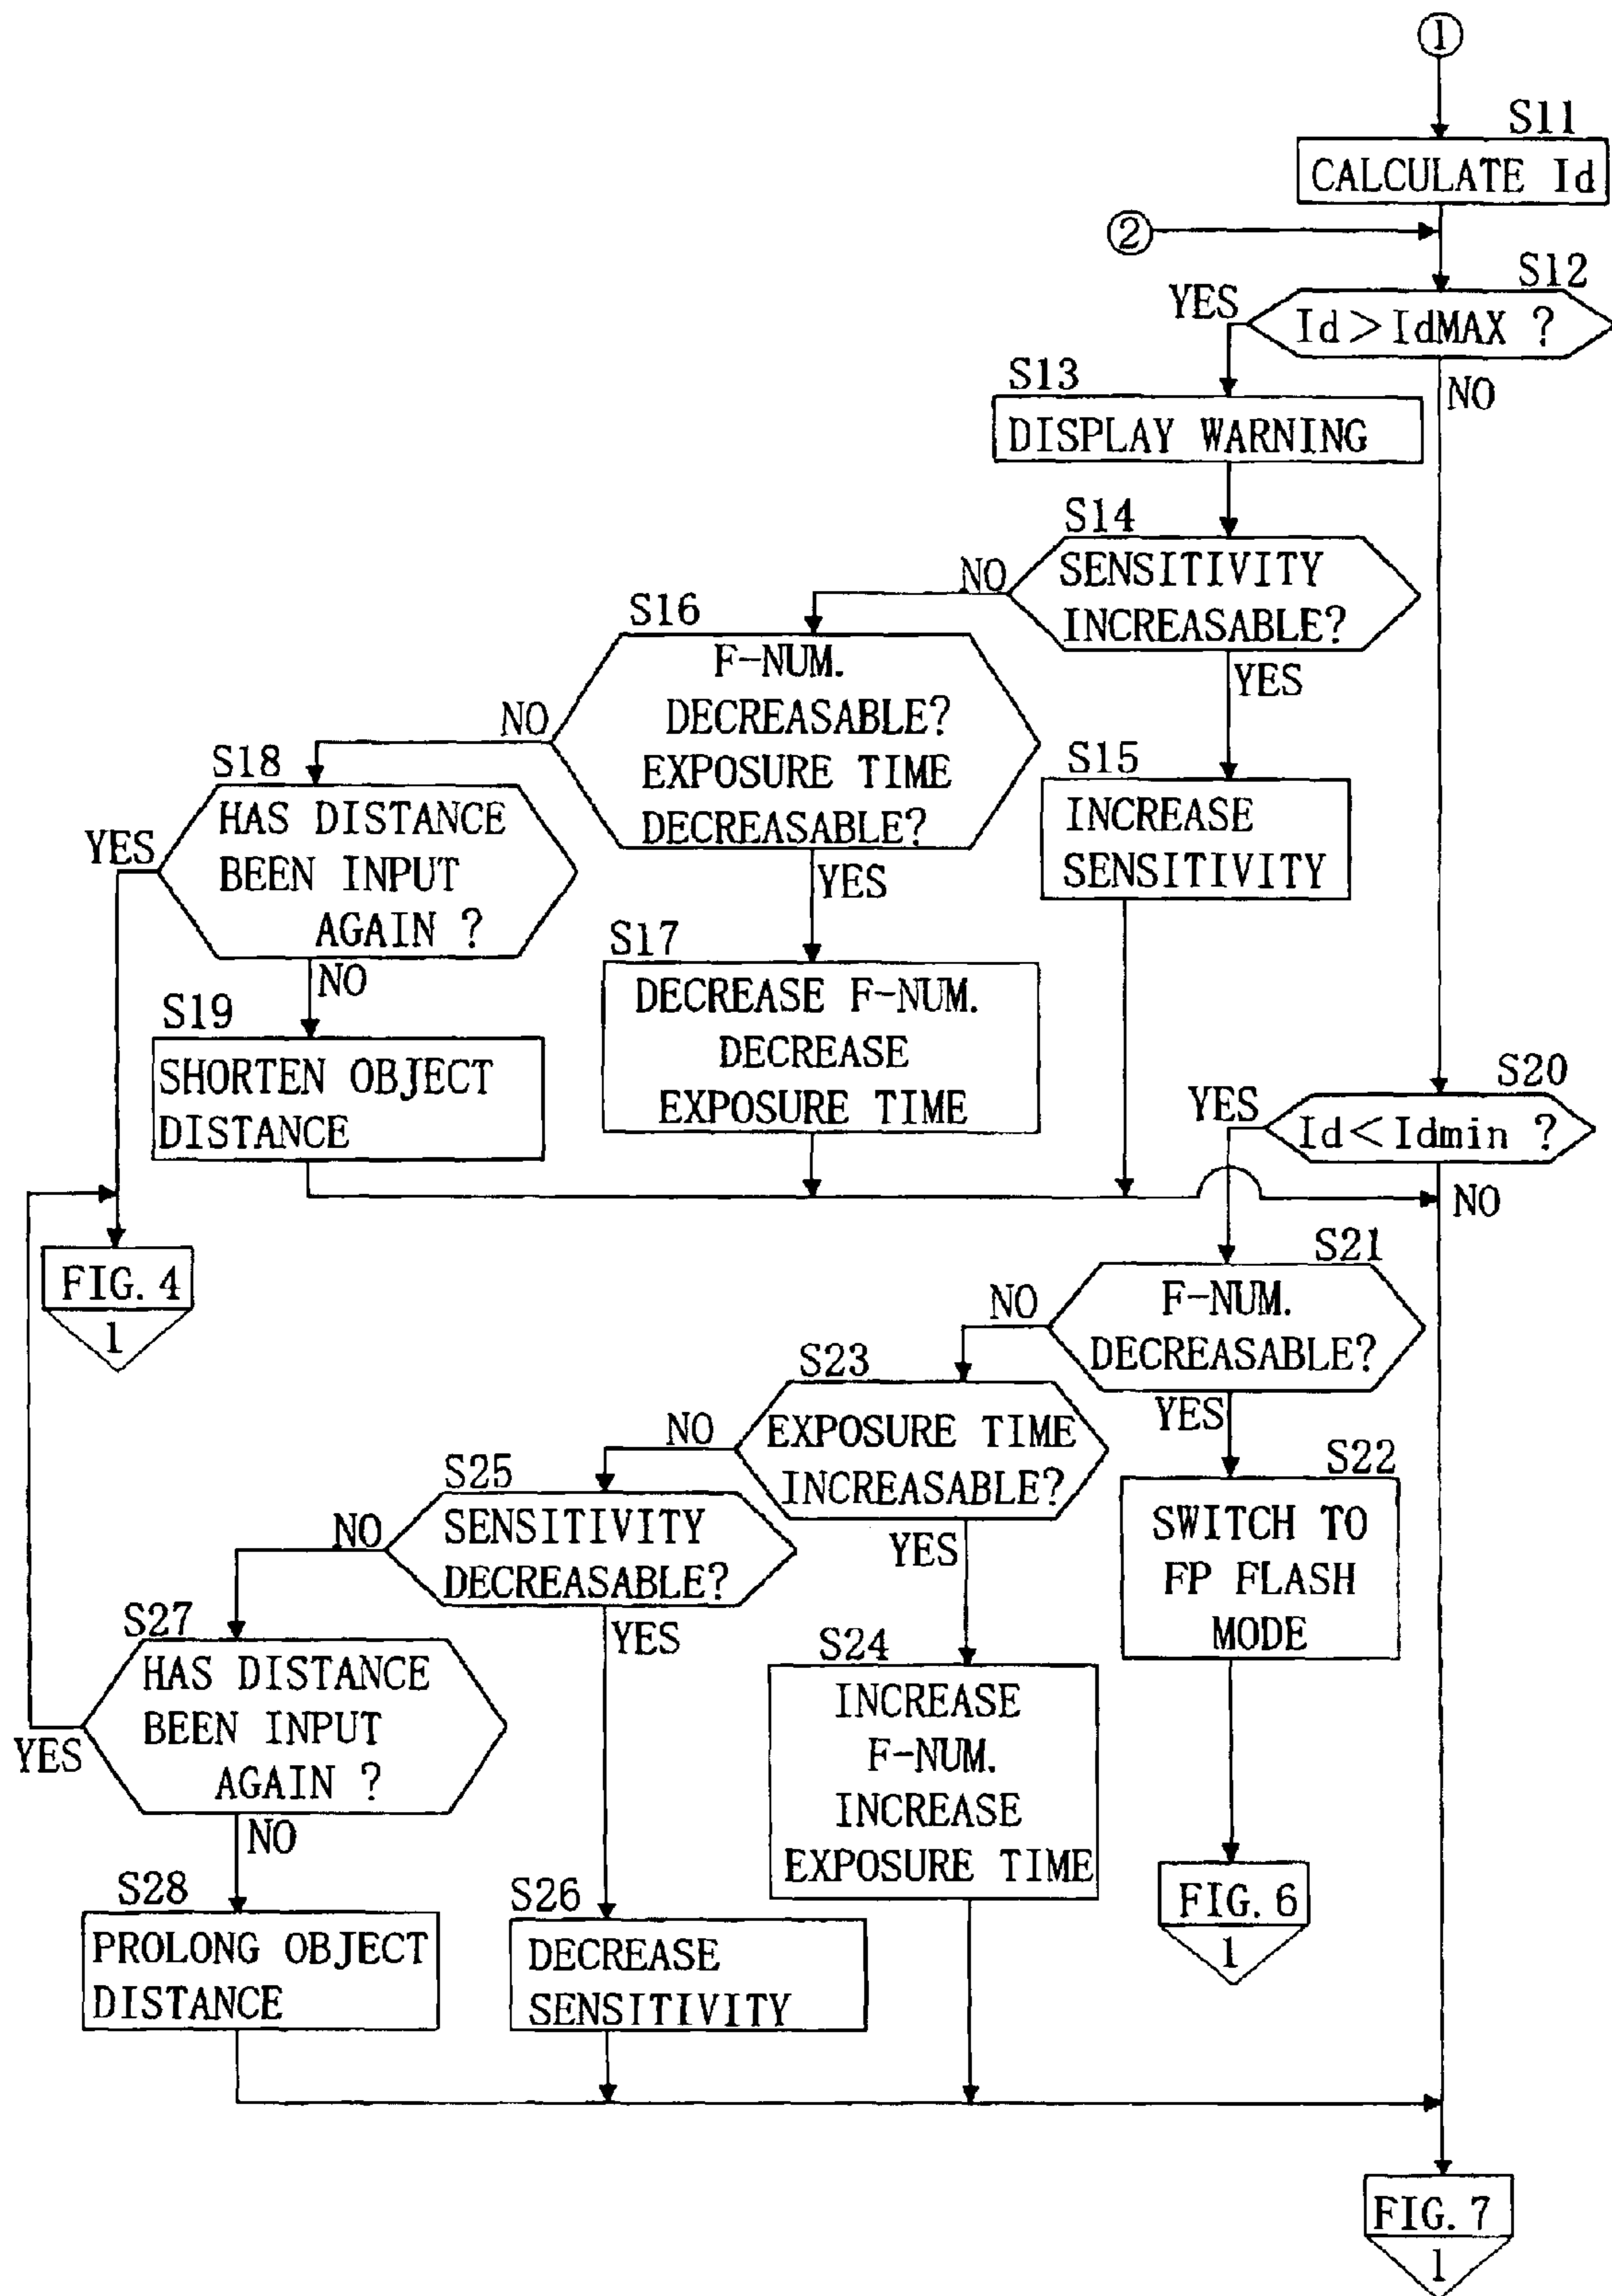 ①
S11
CALCULATE Id
②
S12
YES
Id>IdMAX ?
NO
S13
DISPLAY WARNING
S14
NO
SENSITIVITY
INCREASABLE?
YES
S16
F-NUM.
DECREASABLE?
EXPOSURE TIME
DECREASABLE?
NO
YES
S15
INCREASE
SENSITIVITY
S18
HAS DISTANCE
BEEN INPUT
AGAIN ?
YES
NO
S17
DECREASE F-NUM.
DECREASE
EXPOSURE TIME
S19
SHORTEN OBJECT
DISTANCE
S20
YES
Id<Idmin ?
NO
FIG. 4
1
S21
NO
F-NUM.
DECREASABLE?
YES
S23
NO
EXPOSURE TIME
INCREASABLE?
YES
S22
SWITCH TO
FP FLASH
MODE
S25
NO
SENSITIVITY
DECREASABLE?
YES
S27
HAS DISTANCE
BEEN INPUT
AGAIN ?
YES
NO
S24
INCREASE
F-NUM.
INCREASE
EXPOSURE TIME
FIG. 6
1
S28
PROLONG OBJECT
DISTANCE
S26
DECREASE
SENSITIVITY
FIG. 7
1